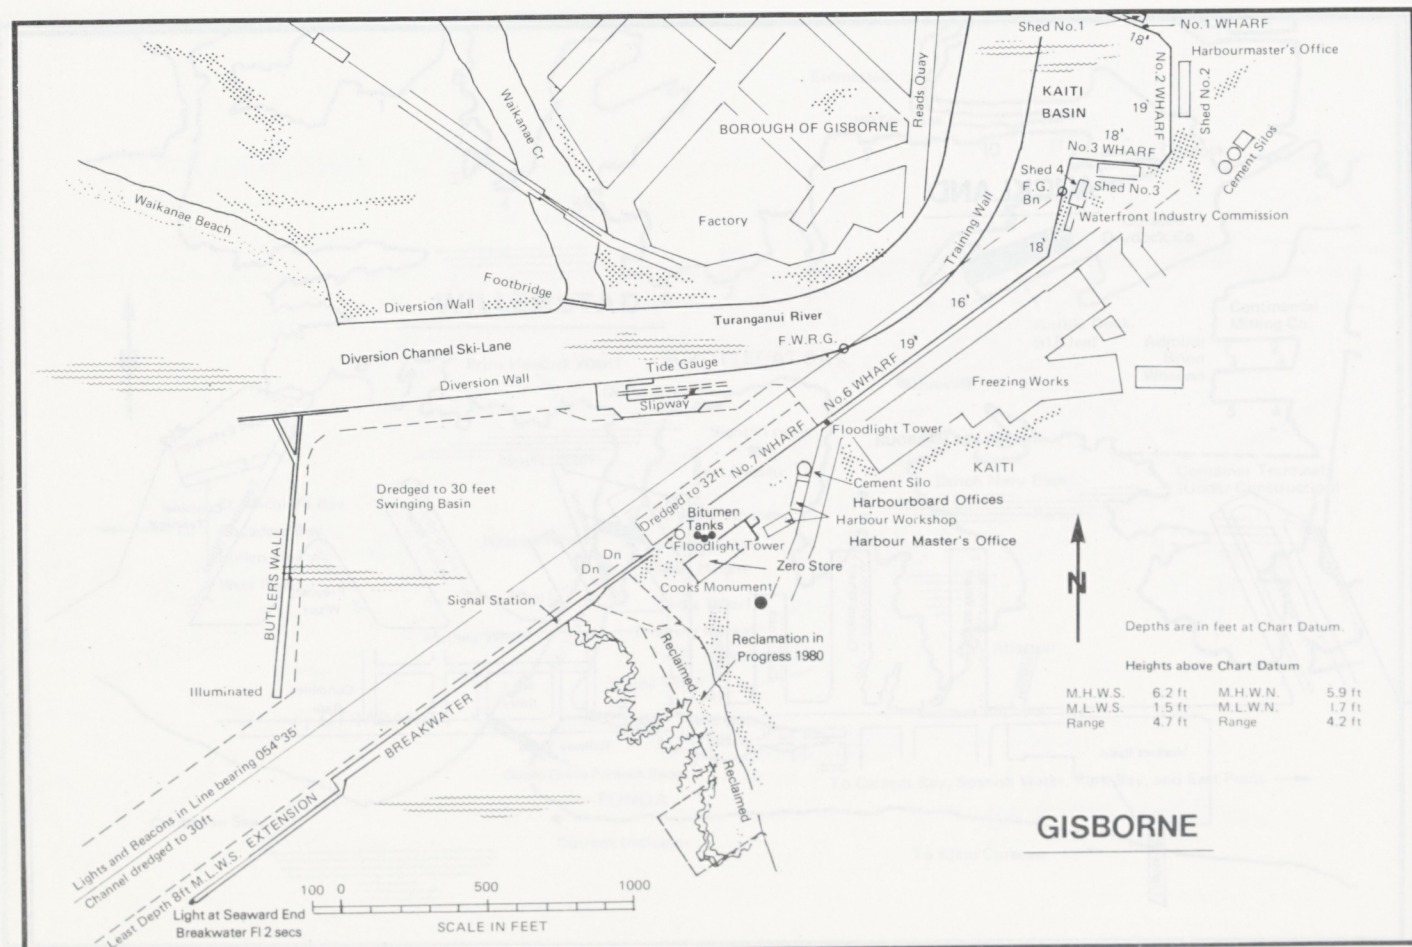 Shed No.1
No.1 WHARF
18'
Harbourmaster's Office
No.2 WHARF
Shed No.2
19'
Reads Quay
KAITI
BASIN
18'
No.3 WHARF
Cement Silos
Waikanae Cr
BOROUGH OF GISBORNE
Shed 4
F.G.
Bn
Shed No.3
Waterfront Industry Commission
Waikanae Beach
Factory
Training Wall
18'
Footbridge
Diversion Wall
Turanganui River
16'
Diversion Channel Ski-Lane
F.W.R.G.
19'
Tide Gauge
Diversion Wall
Slipway
No.6 WHARF
Freezing Works
Floodlight Tower
No.7 WHARF
KAITI
Dredged to 30 feet
Swinging Basin
Dredged to 32ft
Cement Silo
Harbourboard Offices
Bitumen
Tanks
Harbour Workshop
Floodlight Tower
Harbour Master's Office
Dn
Dn
Zero Store
Cooks Monument
BUTLERS WALL
Signal Station
N
Reclamation in
Progress 1980
Reclaimed
Depths are in feet at Chart Datum.
Illuminated
Heights above Chart Datum
M.H.W.S. 6.2 ft M.H.W.N. 5.9 ft
M.L.W.S. 1.5 ft M.L.W.N. 1.7 ft
Range 4.7 ft Range 4.2 ft
BREAKWATER
Reclaimed
Lights and Beacons in Line bearing 054°35'
Channel dredged to 30ft
Least Depth 8ft M.L.W.S. EXTENSION
GISBORNE
100 0 500 1000
SCALE IN FEET
Light at Seaward End
Breakwater Fl 2 secs